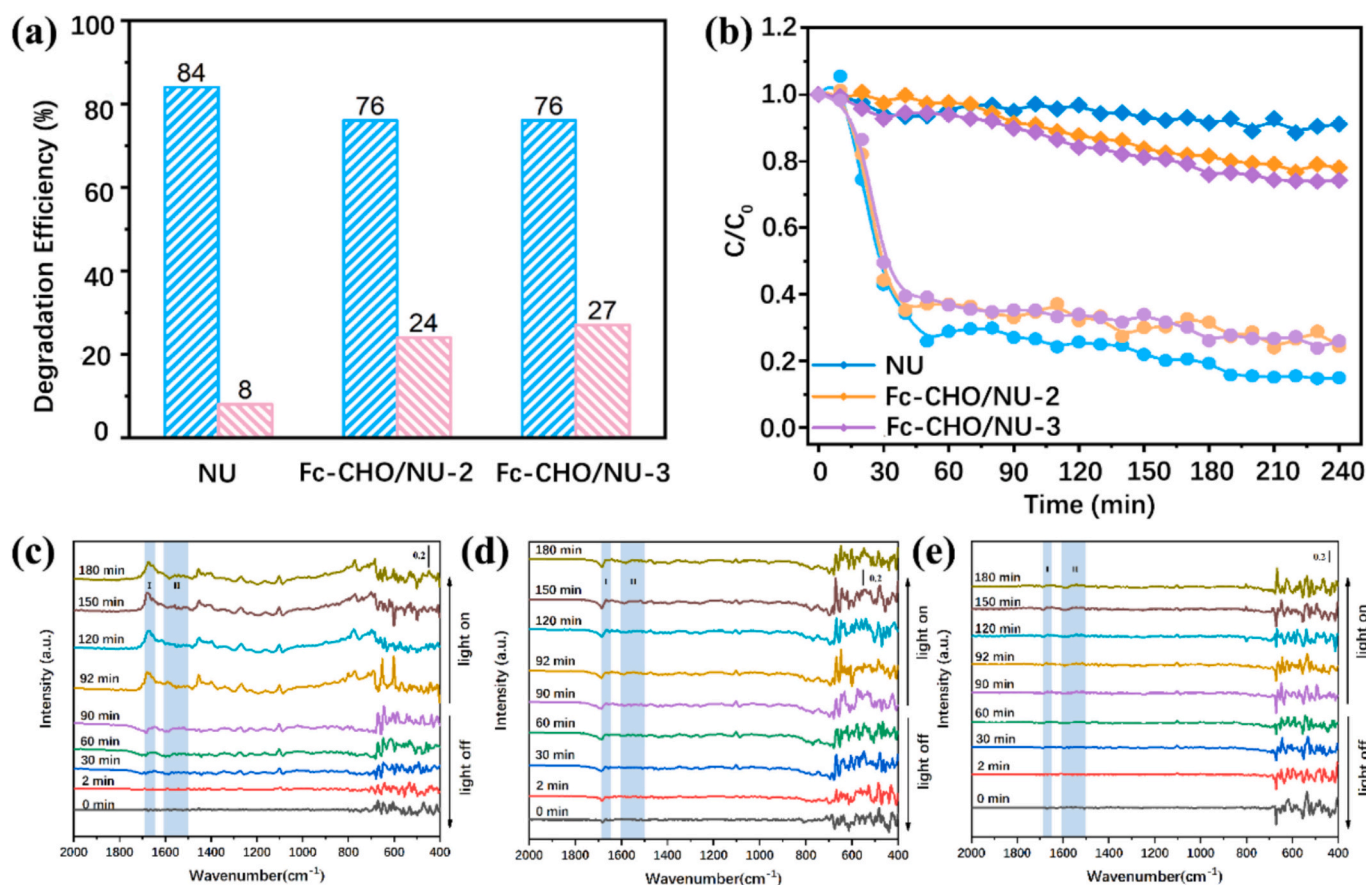 (a)
100
80
60
40
20
0
Degradation Efficiency (%)
84
8
76
24
76
27
NU
Fc-CHO/NU-2
Fc-CHO/NU-3
(b)
1.2
1.0
0.8
0.6
0.4
0.2
0.0
C/C0
NU
Fc-CHO/NU-2
Fc-CHO/NU-3
0 30 60 90 120 150 180 210 240
Time (min)
(c)
180 min
150 min
120 min
92 min
90 min
60 min
30 min
2 min
0 min
I II
0.2
light on
light off
Intensity (a.u.)
2000 1600 1200 800 400
Wavenumber(cm⁻¹)
(d)
180 min
150 min
120 min
92 min
90 min
60 min
30 min
2 min
0 min
I II
0.2
light on
light off
Intensity (a.u.)
2000 1600 1200 800 600 400
Wavenumber(cm⁻¹)
(e)
180 min
150 min
120 min
92 min
90 min
60 min
30 min
2 min
0 min
I II
0.2
light on
light off
Intensity (a.u.)
2000 1800 1600 1400 1200 1000 800 600 400
Wavenumber(cm⁻¹)